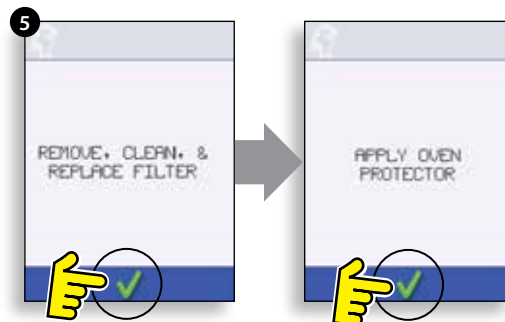 5
REMOVE, CLEAN, &
REPLACE FILTER
APPLY OVEN
PROTECTOR